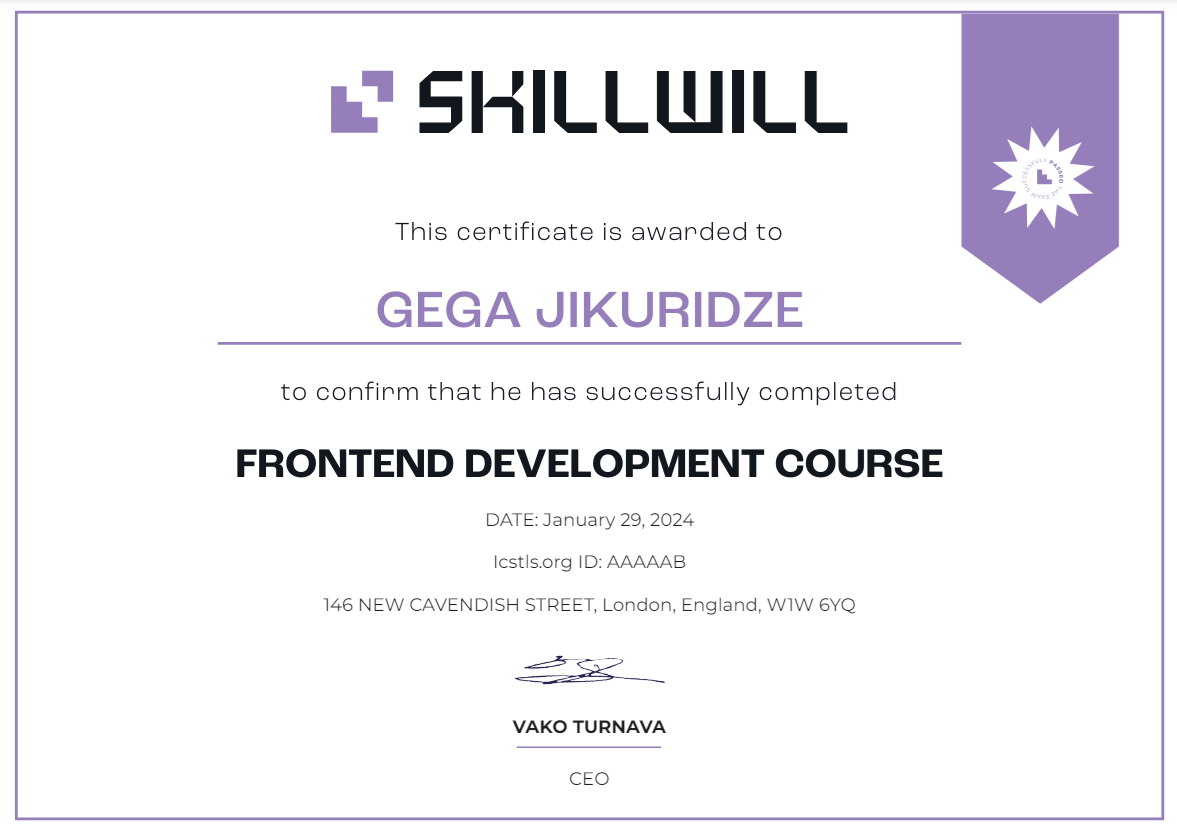 SKILLWILL
SUCCESSFULY PASSED THE EXAM
This certificate is awarded to
GEGA JIKURIDZE
to confirm that he has successfully completed
FRONTEND DEVELOPMENT COURSE
DATE: January 29, 2024
Icstls.org ID: AAAAAB
146 NEW CAVENDISH STREET, London, England, W1W 6YQ
VAKO TURNAVA
CEO